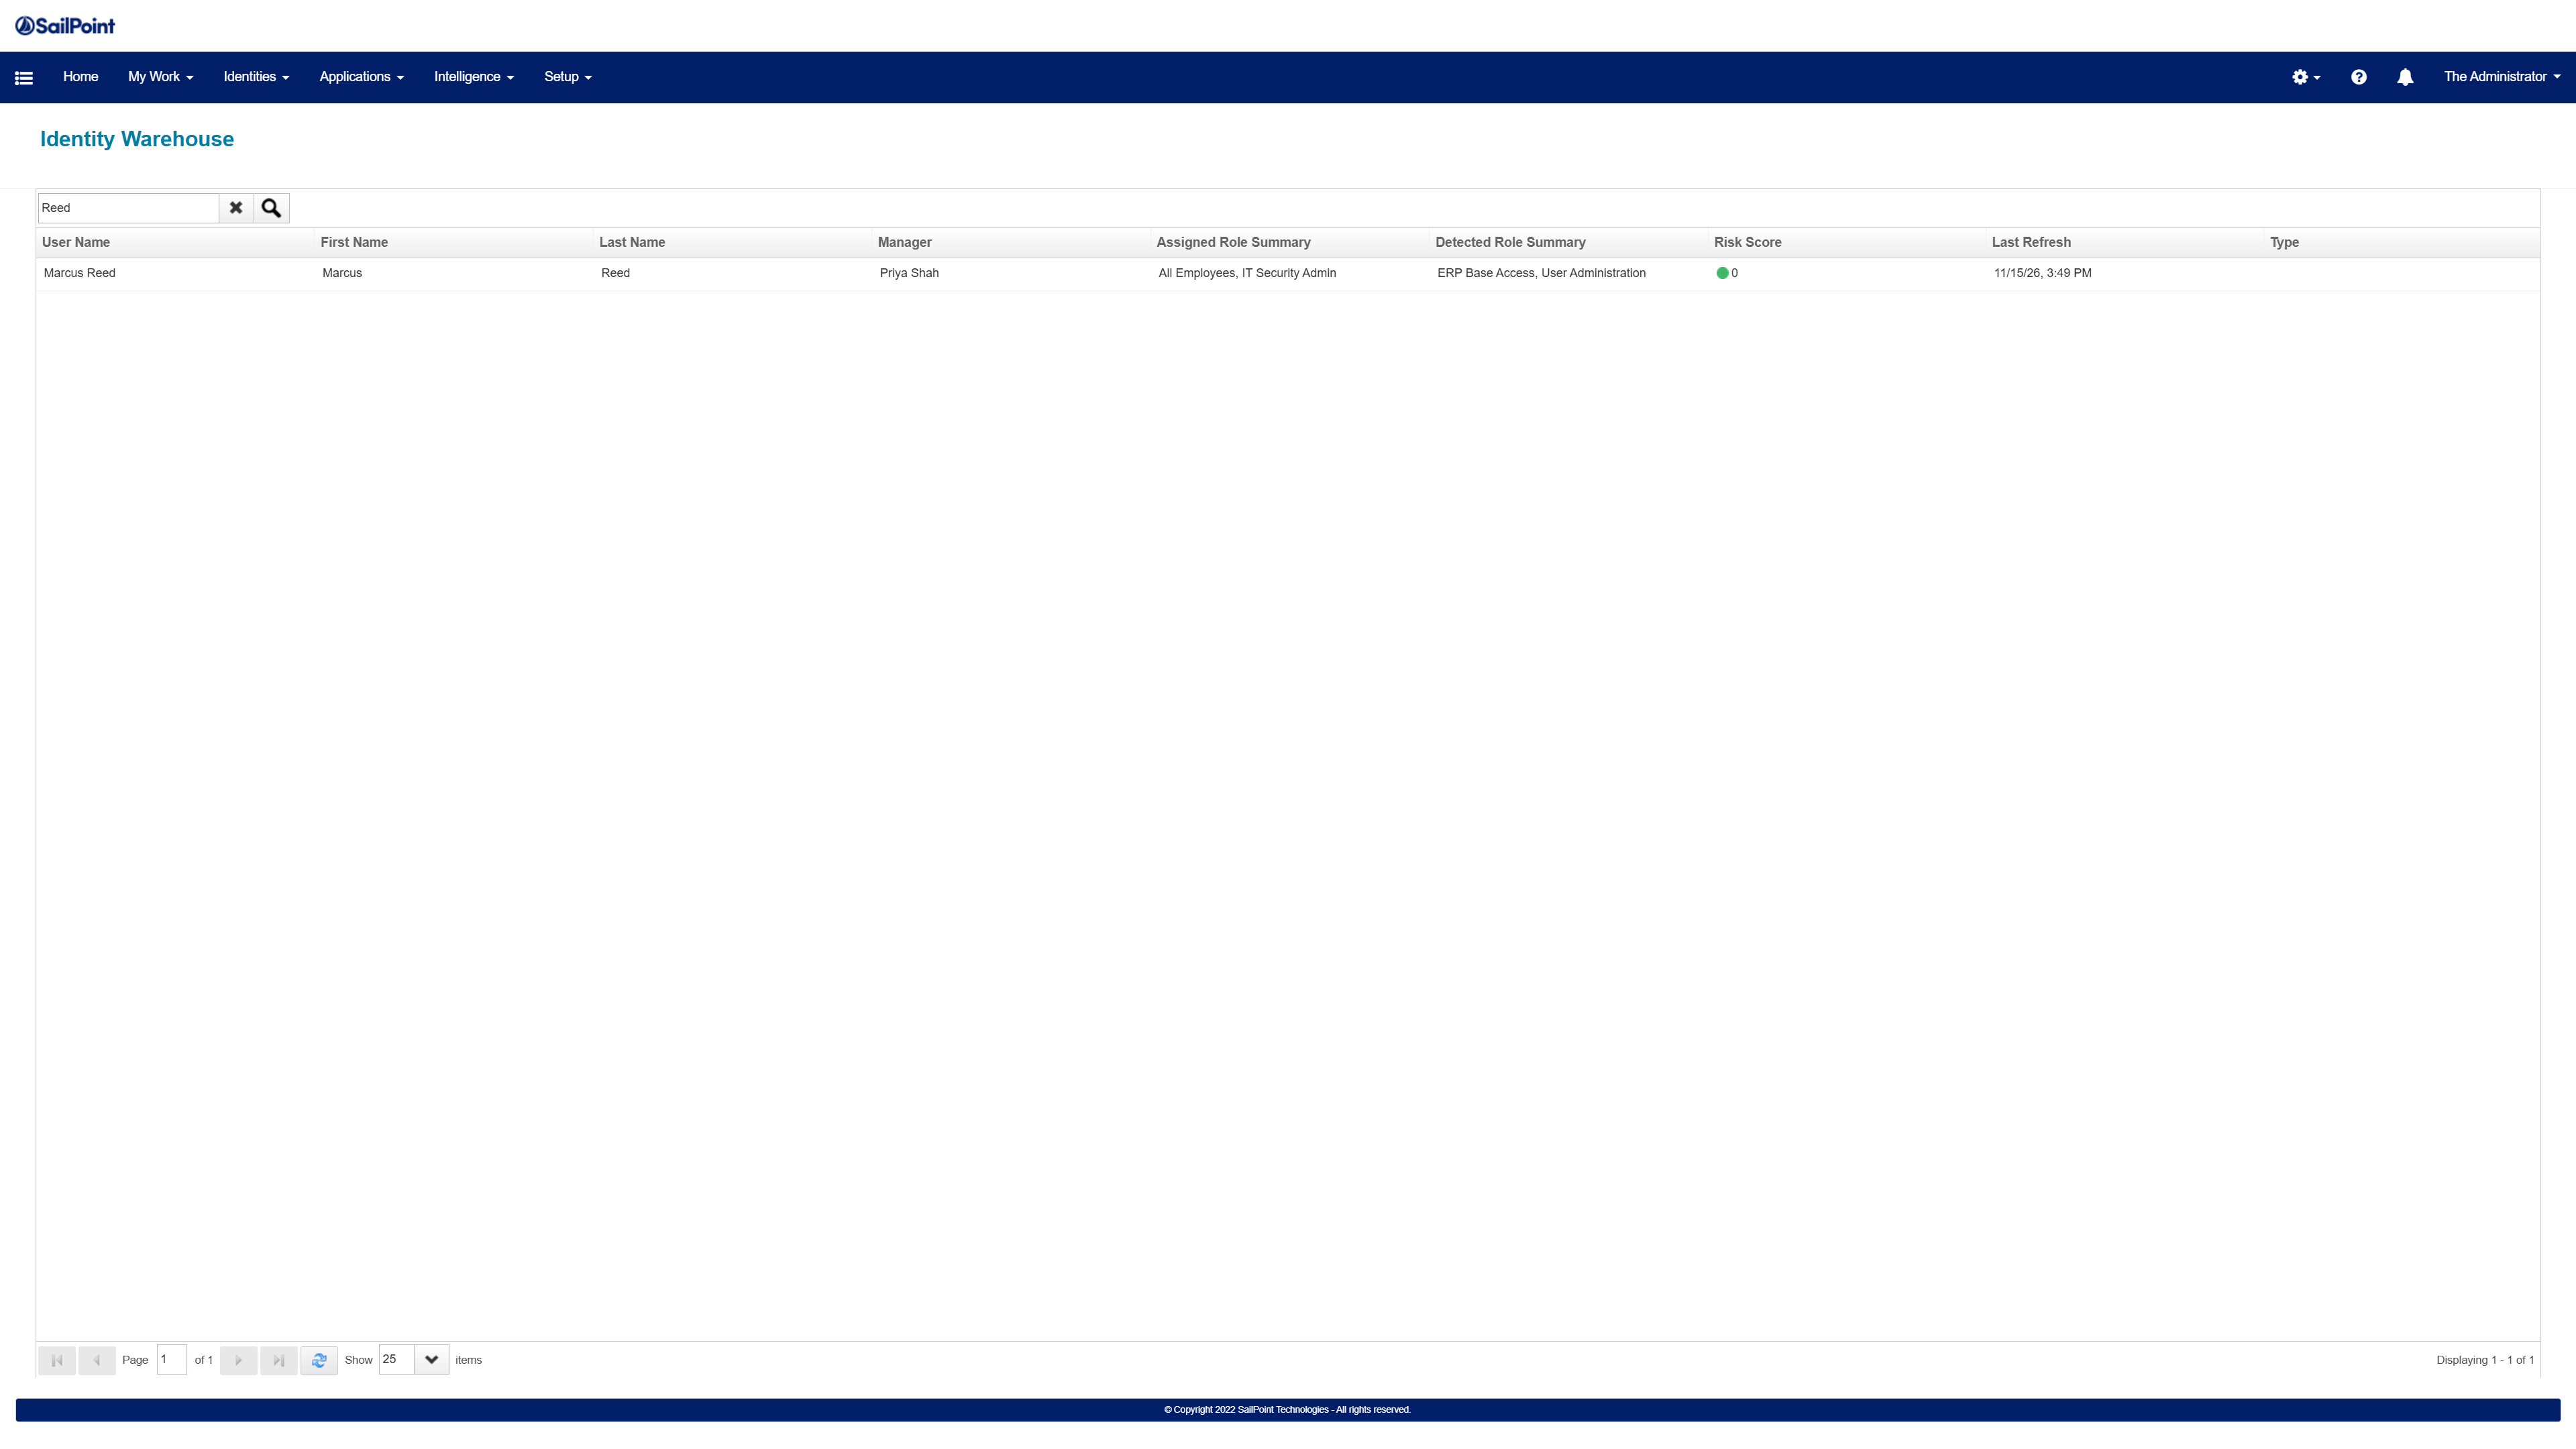 SailPoint
Home My Work Identities Applications Intelligence Setup The Administrator
Identity Warehouse
Reed
User Name First Name Last Name Manager Assigned Role Summary Detected Role Summary Risk Score Last Refresh Type
Marcus Reed Marcus Reed Priya Shah All Employees, IT Security Admin ERP Base Access, User Administration 0 11/15/26, 3:49 PM
Page 1 of 1 Show 25 items Displaying 1 - 1 of 1
© Copyright 2022 SailPoint Technologies - All rights reserved.